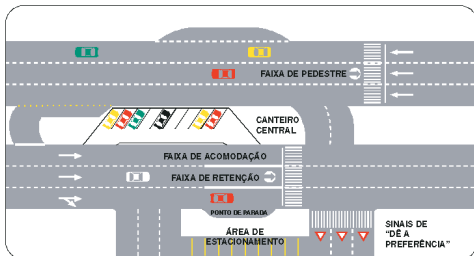 FAIXA DE PEDESTRE
CANTEIRO
CENTRAL
FAIXA DE ACOMODAÇÃO
FAIXA DE RETENÇÃO
PONTO DE PARADA
ÁREA DE
ESTACIONAMENTO
SINAIS DE
"DÊ A
PREFERÊNCIA"